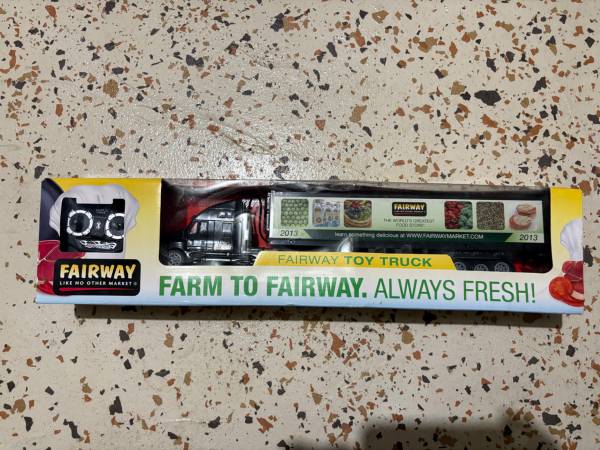 FAIRWAY
THE WORLD'S GREATEST
FOOD STORE!
2013
learn something delicious at WWW.FAIRWAYMARKET.COM
2013
FAIRWAY TOY TRUCK
FAIRWAY
LIKE NO OTHER MARKET
FARM TO FAIRWAY. ALWAYS FRESH!